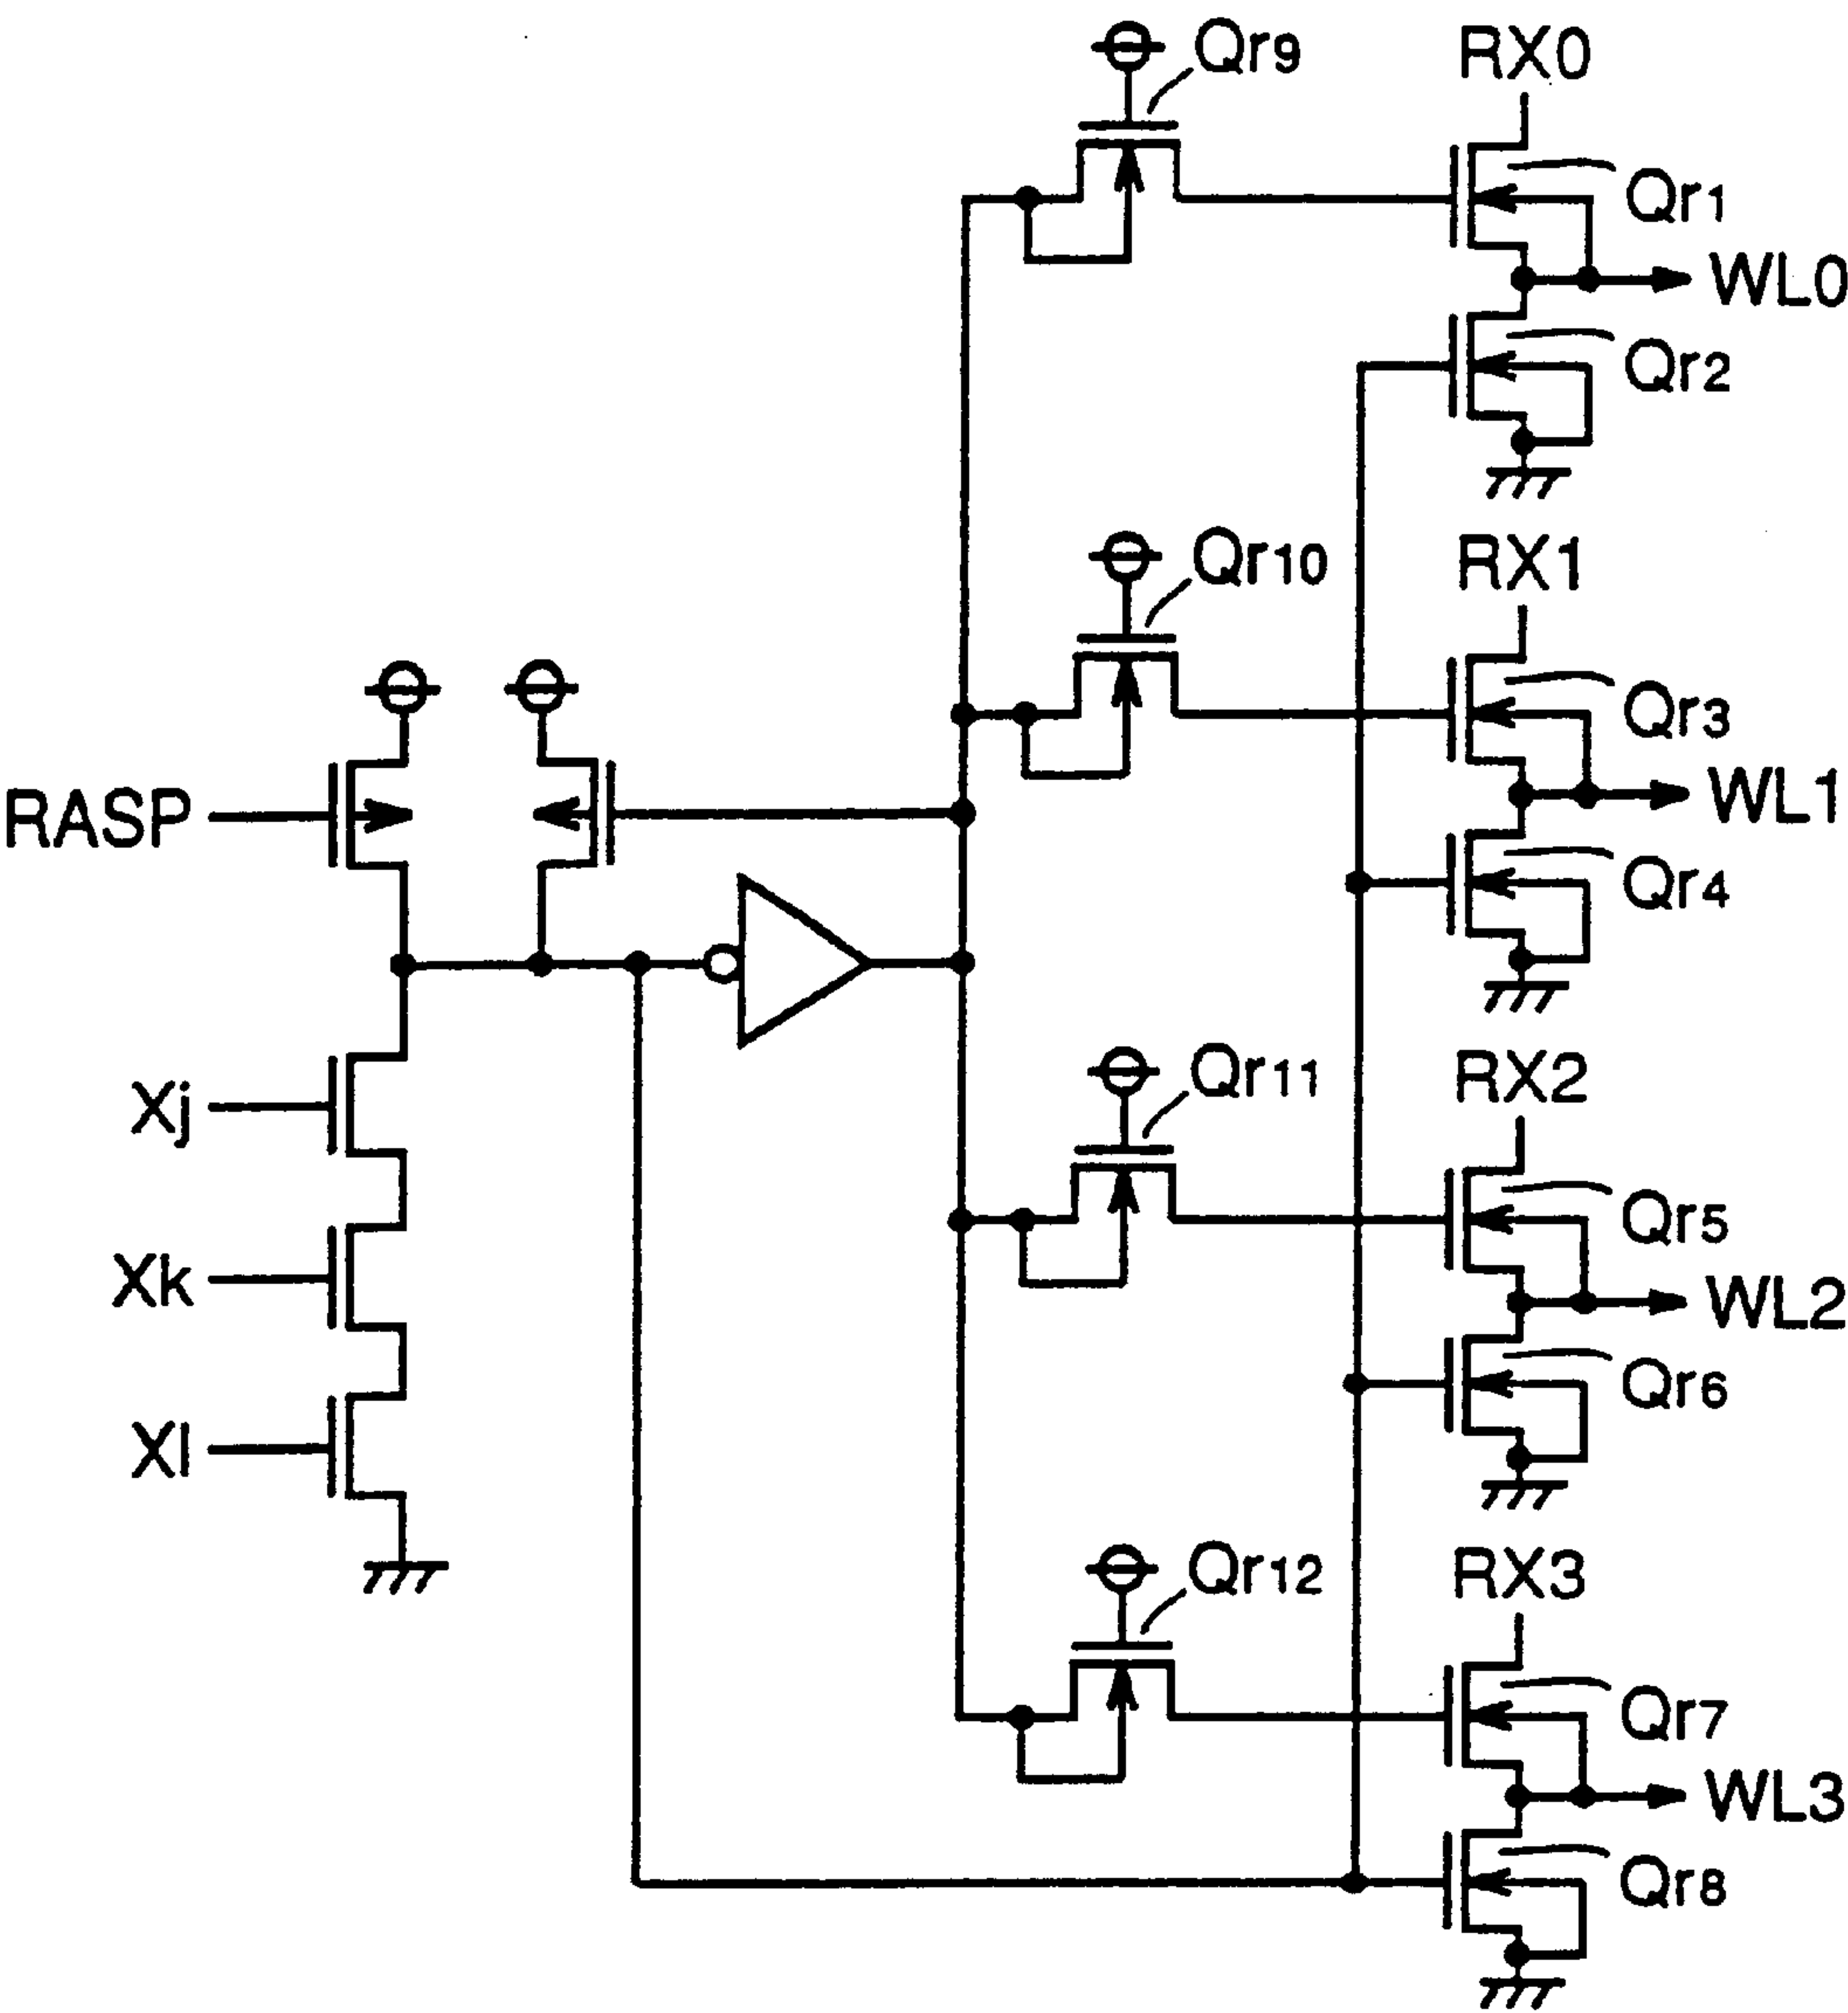 Qr9
RX0
Qr1
WL0
Qr2
Qr10
RX1
Qr3
RASP
WL1
Qr4
Qr11
RX2
Xj
Qr5
Xk
WL2
Qr6
Xl
Qr12
RX3
Qr7
WL3
Qr8